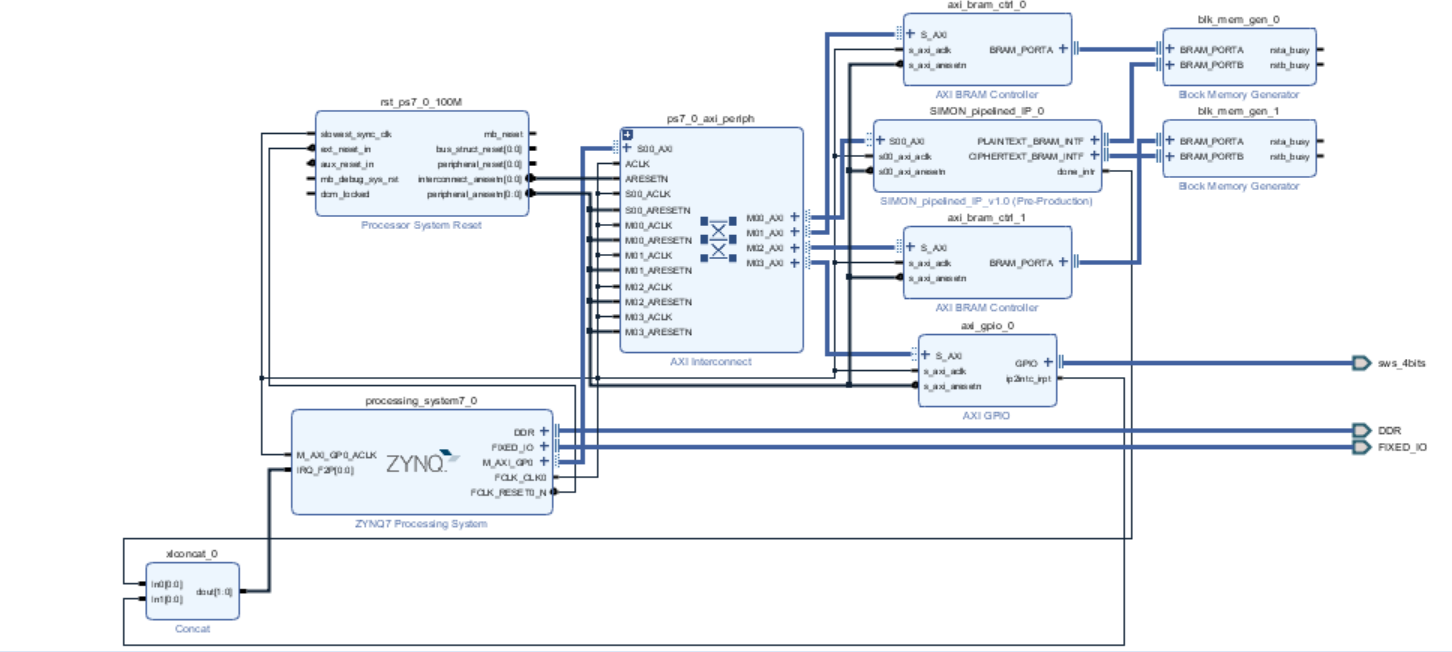 axi_bram_ctrl_0
S_AXI
s_axi_aclk
s_axi_aresetn
BRAM_PORTA
AXI BRAM Controller
blk_mem_gen_0
BRAM_PORTA
BRAM_PORTB
rsta_busy
rstb_busy
Block Memory Generator
rst_ps7_0_100M
slowest_sync_clk
ext_reset_in
aux_reset_in
mb_debug_sys_rst
dcm_locked
mb_reset
bus_struct_reset[0:0]
peripheral_reset[0:0]
interconnect_aresetn[0:0]
peripheral_aresetn[0:0]
Processor System Reset
ps7_0_axi_periph
S00_AXI
ACLK
ARESETN
S00_ACLK
S00_ARESETN
M00_ACLK
M00_ARESETN
M01_ACLK
M01_ARESETN
M02_ACLK
M02_ARESETN
M03_ACLK
M03_ARESETN
M00_AXI
M01_AXI
M02_AXI
M03_AXI
AXI Interconnect
SIMON_pipelined_IP_0
S00_AXI
s00_axi_aclk
s00_axi_aresetn
PLAINTEXT_BRAM_INTF
CIPHERTEXT_BRAM_INTF
done_intr
SIMON_pipelined_IP_v1.0 (Pre-Production)
blk_mem_gen_1
BRAM_PORTA
BRAM_PORTB
rsta_busy
rstb_busy
Block Memory Generator
axi_bram_ctrl_1
S_AXI
s_axi_aclk
s_axi_aresetn
BRAM_PORTA
AXI BRAM Controller
axi_gpio_0
S_AXI
s_axi_aclk
s_axi_aresetn
GPIO
ip2intc_irpt
AXI GPIO
sws_4bits
DDR
FIXED_IO
processing_system7_0
M_AXI_GP0_ACLK
IRQ_F2P[0:0]
ZYNQ
DDR
FIXED_IO
M_AXI_GP0
FCLK_CLK0
FCLK_RESET0_N
ZYNQ7 Processing System
xlconcat_0
In0[0:0]
In1[0:0]
dout[1:0]
Concat